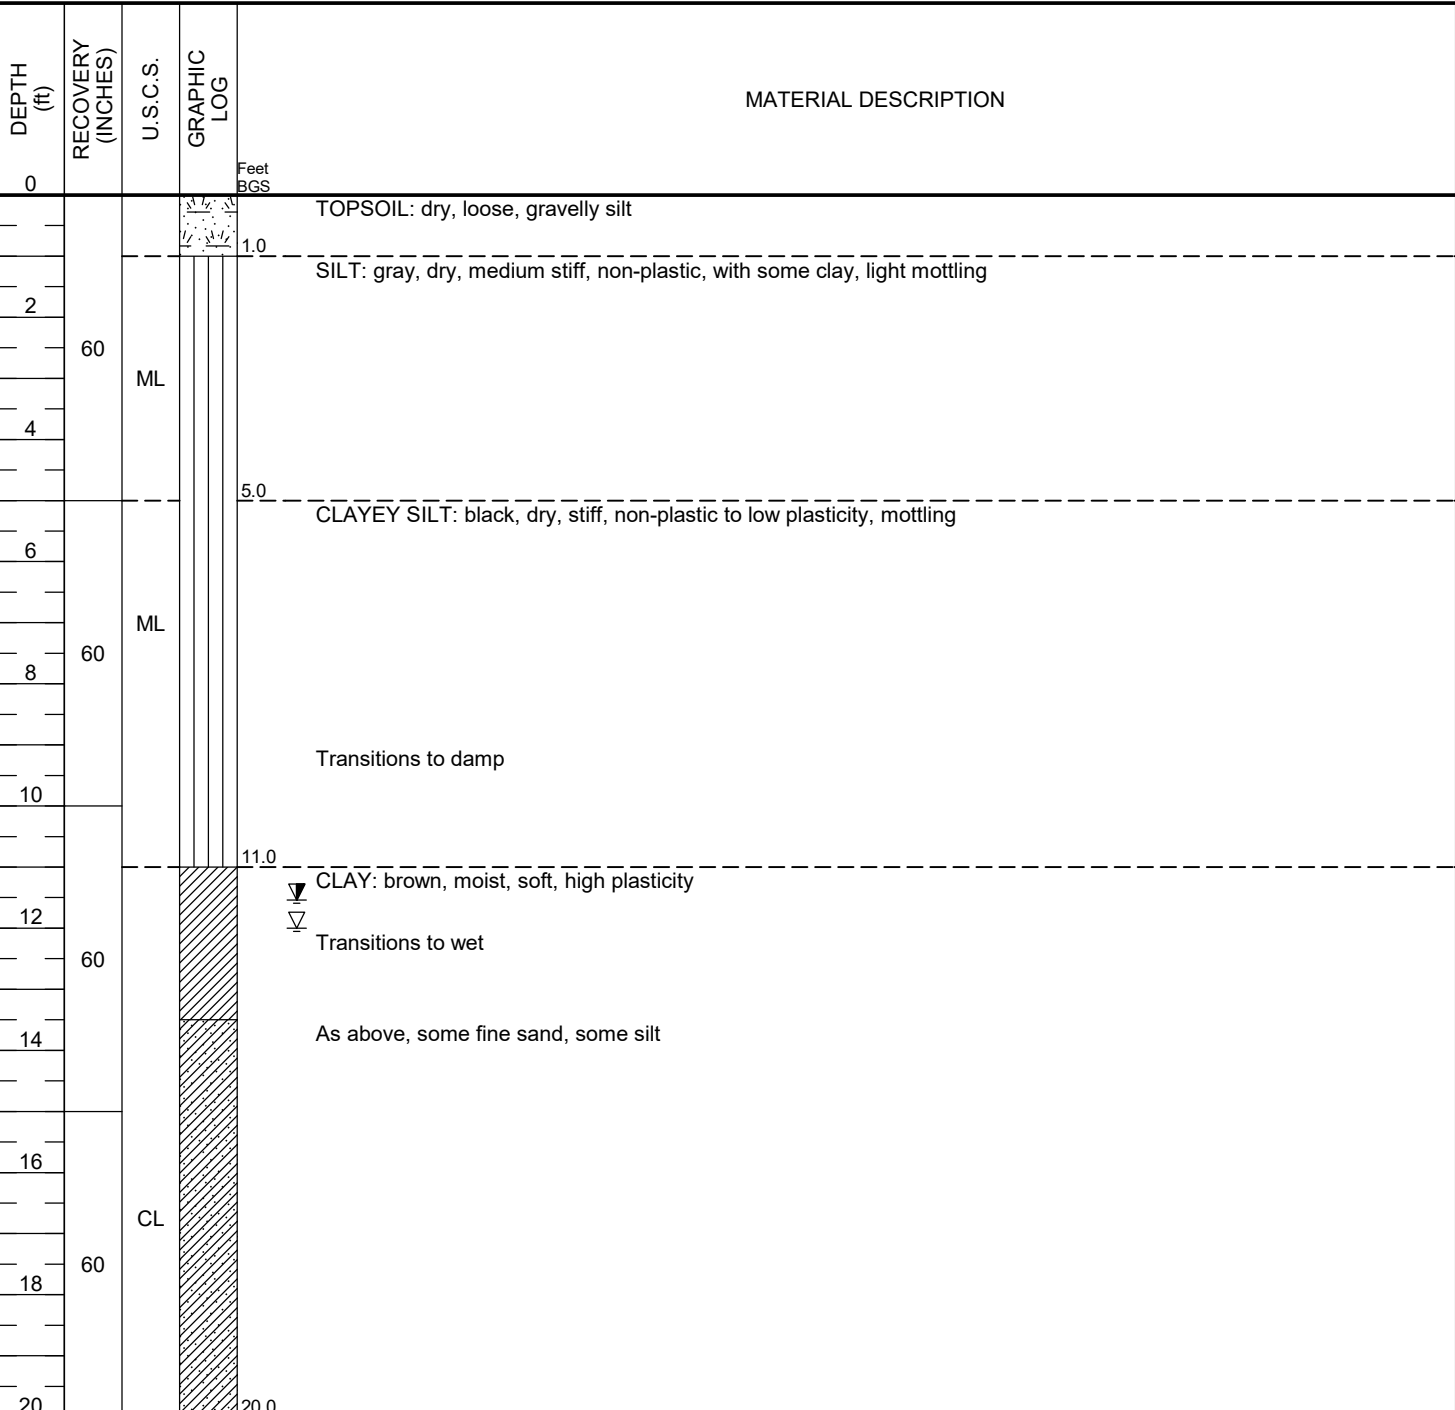 DEPTH
(ft)
RECOVERY
(INCHES)
U.S.C.S.
GRAPHIC
LOG
MATERIAL DESCRIPTION
Feet
BGS
0
TOPSOIL: dry, loose, gravelly silt
1.0
SILT: gray, dry, medium stiff, non-plastic, with some clay, light mottling
2
60
ML
4
5.0
CLAYEY SILT: black, dry, stiff, non-plastic to low plasticity, mottling
6
ML
60
8
Transitions to damp
10
11.0
CLAY: brown, moist, soft, high plasticity
12
Transitions to wet
60
14
As above, some fine sand, some silt
16
CL
60
18
20
20.0